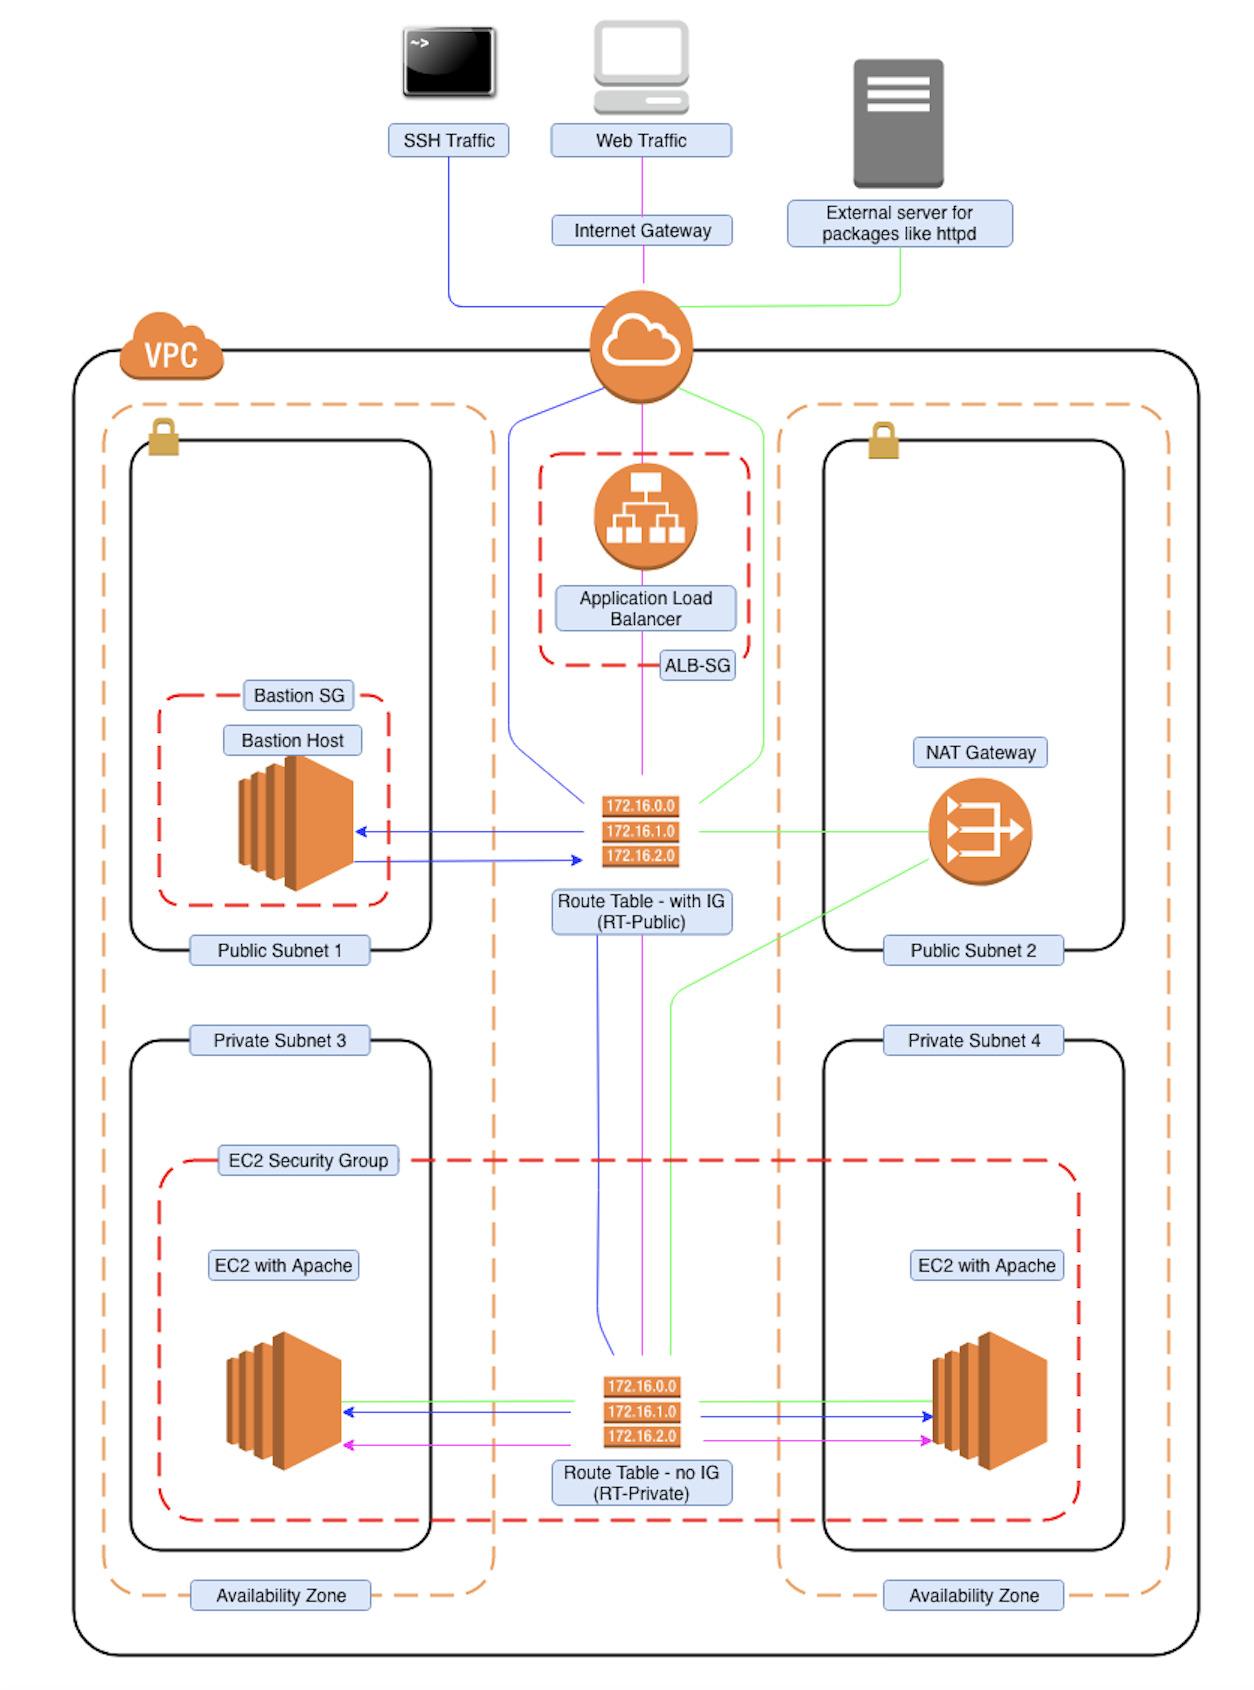 ~>
SSH Traffic
Web Traffic
Internet Gateway
External server for
packages like httpd
VPC
Application Load
Balancer
ALB-SG
Bastion SG
Bastion Host
NAT Gateway
172.16.0.0
172.16.1.0
172.16.2.0
Route Table - with IG
(RT-Public)
Public Subnet 1
Public Subnet 2
Private Subnet 3
Private Subnet 4
EC2 Security Group
EC2 with Apache
EC2 with Apache
172.16.0.0
172.16.1.0
172.16.2.0
Route Table - no IG
(RT-Private)
Availability Zone
Availability Zone